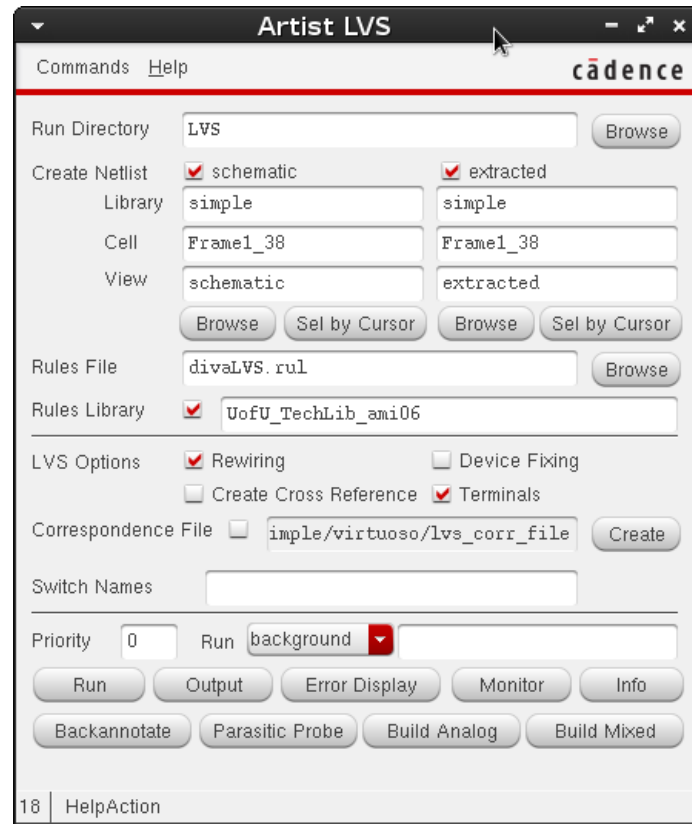 Artist LVS
Commands Help cādence
Run Directory LVS Browse
Create Netlist schematic extracted
Library simple simple
Cell Frame1_38 Frame1_38
View schematic extracted
Browse Sel by Cursor Browse Sel by Cursor
Rules File divaLVS.rul Browse
Rules Library UofU_TechLib_ami06
LVS Options Rewiring Device Fixing
Create Cross Reference Terminals
Correspondence File imple/virtuoso/lvs_corr_file Create
Switch Names
Priority 0 Run background
Run Output Error Display Monitor Info
Backannotate Parasitic Probe Build Analog Build Mixed
18 HelpAction